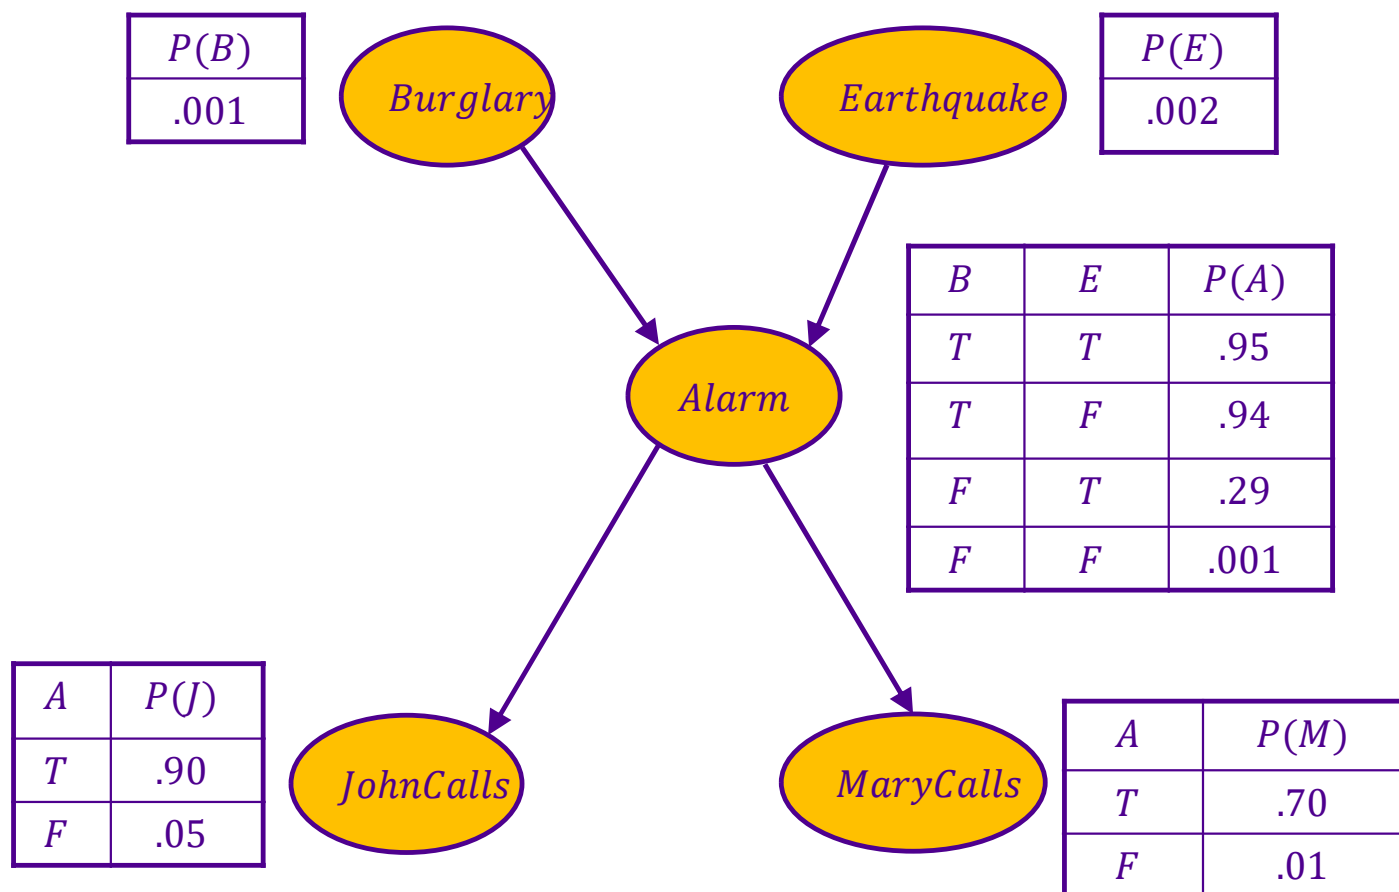 P(B)
.001
Burglary
Earthquake
P(E)
.002
B E P(A)
T T .95
T F .94
F T .29
F F .001
Alarm
A P(J)
T .90
F .05
JohnCalls
MaryCalls
A P(M)
T .70
F .01